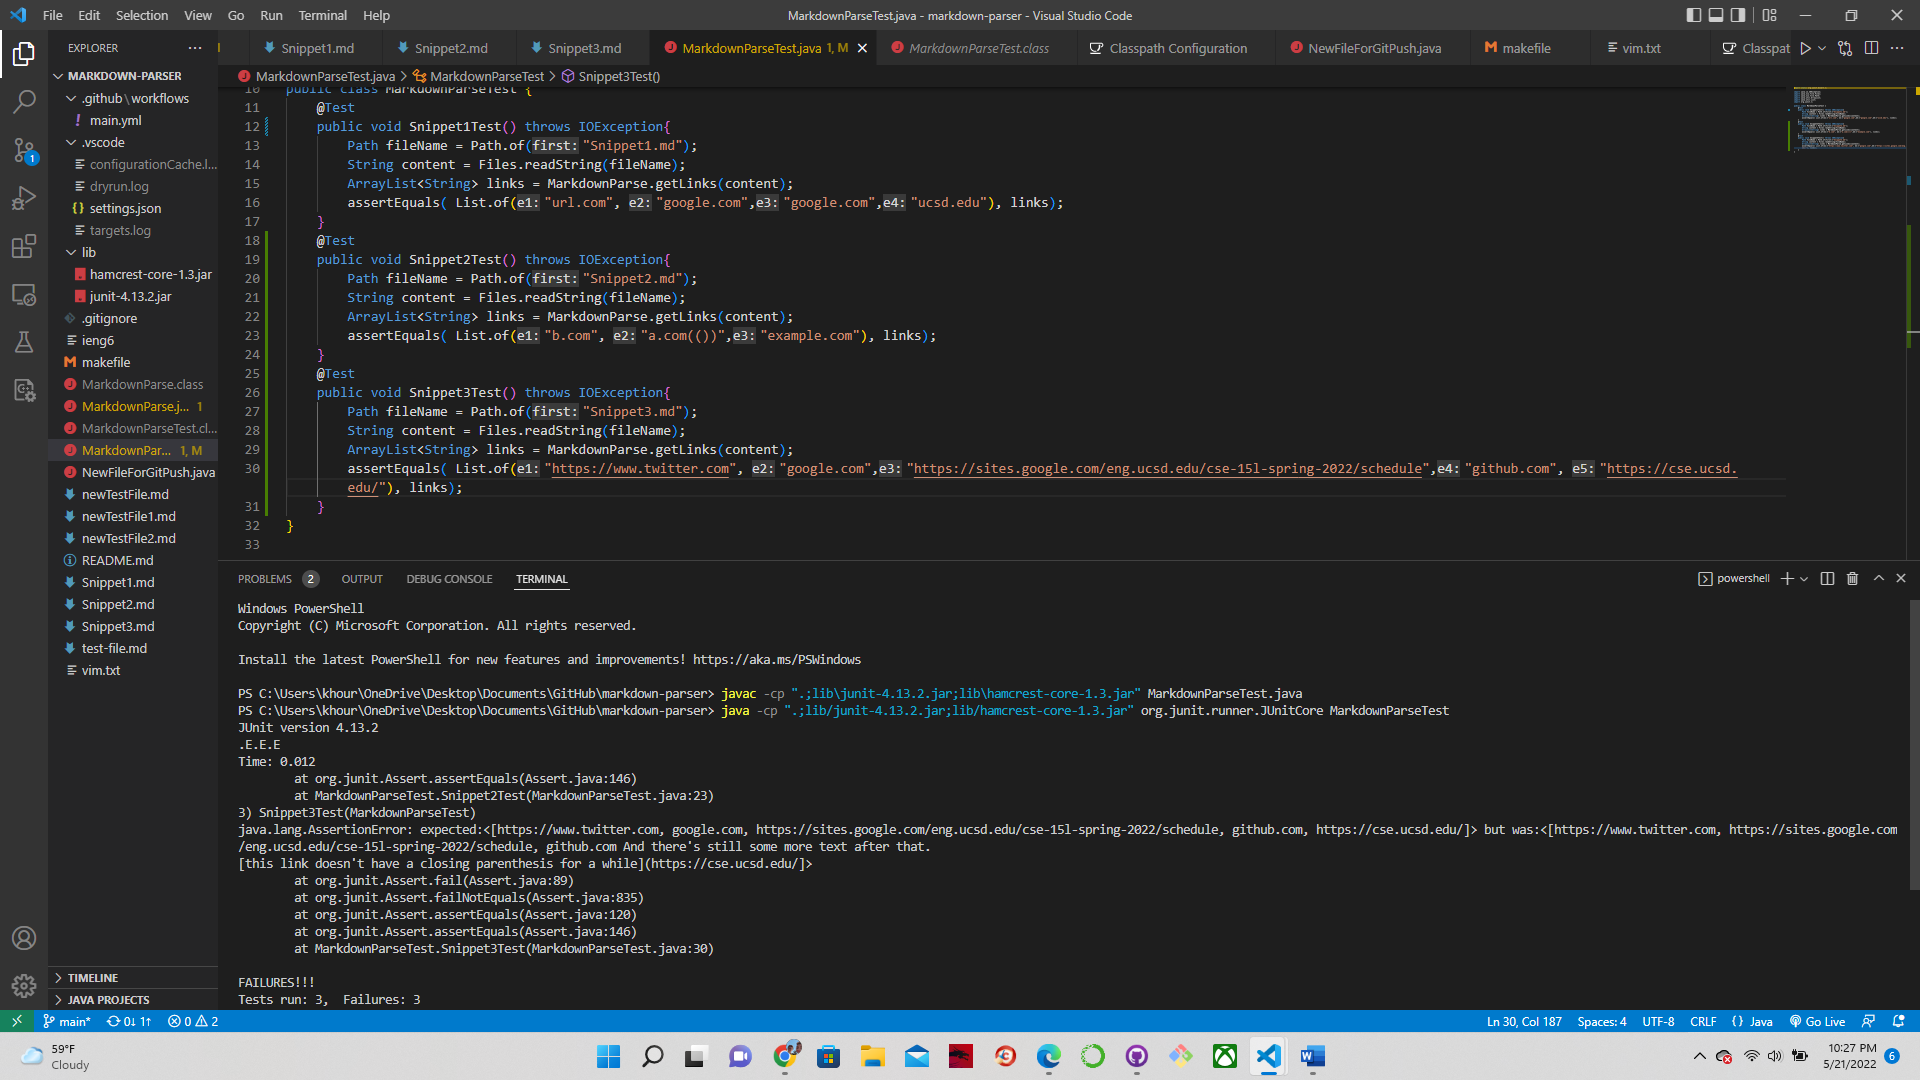 File Edit Selection View Go Run Terminal Help
MarkdownParseTest.java - markdown-parser - Visual Studio Code
EXPLORER
Snippet1.md Snippet2.md Snippet3.md MarkdownParseTest.java 1, M MarkdownParseTest.class Classpath Configuration NewFileForGitPush.java makefile vim.txt Classpat
MarkdownParseTest.java > MarkdownParseTest > Snippet3Test()
MARKDOWN-PARSER
.github\workflows
main.yml
.vscode
configurationCache.l...
dryrun.log
settings.json
targets.log
lib
hamcrest-core-1.3.jar
junit-4.13.2.jar
.gitignore
ieng6
makefile
MarkdownParse.class
MarkdownParse.j... 1
MarkdownParseTest.cl...
MarkdownPar... 1, M
NewFileForGitPush.java
newTestFile.md
newTestFile1.md
newTestFile2.md
README.md
Snippet1.md
Snippet2.md
Snippet3.md
test-file.md
vim.txt
TIMELINE
JAVA PROJECTS
10 public class MarkdownParseTest {
11 @Test
12 public void Snippet1Test() throws IOException{
13 Path fileName = Path.of(first: "Snippet1.md");
14 String content = Files.readString(fileName);
15 ArrayList<String> links = MarkdownParse.getLinks(content);
16 assertEquals( List.of(e1: "url.com", e2: "google.com",e3: "google.com",e4: "ucsd.edu"), links);
17 }
18 @Test
19 public void Snippet2Test() throws IOException{
20 Path fileName = Path.of(first: "Snippet2.md");
21 String content = Files.readString(fileName);
22 ArrayList<String> links = MarkdownParse.getLinks(content);
23 assertEquals( List.of(e1: "b.com", e2: "a.com(())",e3: "example.com"), links);
24 }
25 @Test
26 public void Snippet3Test() throws IOException{
27 Path fileName = Path.of(first: "Snippet3.md");
28 String content = Files.readString(fileName);
29 ArrayList<String> links = MarkdownParse.getLinks(content);
30 assertEquals( List.of(e1: "https://www.twitter.com", e2: "google.com",e3: "https://sites.google.com/eng.ucsd.edu/cse-15l-spring-2022/schedule",e4: "github.com", e5: "https://cse.ucsd.
edu/"), links);
31 }
32 }
33
PROBLEMS 2 OUTPUT DEBUG CONSOLE TERMINAL
powershell
Windows PowerShell
Copyright (C) Microsoft Corporation. All rights reserved.
Install the latest PowerShell for new features and improvements! https://aka.ms/PSWindows
PS C:\Users\khour\OneDrive\Desktop\Documents\GitHub\markdown-parser> javac -cp ".;lib\junit-4.13.2.jar;lib\hamcrest-core-1.3.jar" MarkdownParseTest.java
PS C:\Users\khour\OneDrive\Desktop\Documents\GitHub\markdown-parser> java -cp ".;lib/junit-4.13.2.jar;lib/hamcrest-core-1.3.jar" org.junit.runner.JUnitCore MarkdownParseTest
JUnit version 4.13.2
.E.E.E
Time: 0.012
at org.junit.Assert.assertEquals(Assert.java:146)
at MarkdownParseTest.Snippet2Test(MarkdownParseTest.java:23)
3) Snippet3Test(MarkdownParseTest)
java.lang.AssertionError: expected:<[https://www.twitter.com, google.com, https://sites.google.com/eng.ucsd.edu/cse-15l-spring-2022/schedule, github.com, https://cse.ucsd.edu/]> but was:<[https://www.twitter.com, https://sites.google.com
/eng.ucsd.edu/cse-15l-spring-2022/schedule, github.com And there's still some more text after that.
[this link doesn't have a closing parenthesis for a while](https://cse.ucsd.edu/]>
at org.junit.Assert.fail(Assert.java:89)
at org.junit.Assert.failNotEquals(Assert.java:835)
at org.junit.Assert.assertEquals(Assert.java:120)
at org.junit.Assert.assertEquals(Assert.java:146)
at MarkdownParseTest.Snippet3Test(MarkdownParseTest.java:30)
FAILURES!!!
Tests run: 3, Failures: 3
main* 0↓ 1↑ 0 2
Ln 30, Col 187 Spaces: 4 UTF-8 CRLF {} Java Go Live
59°F
Cloudy
10:27 PM
5/21/2022
6